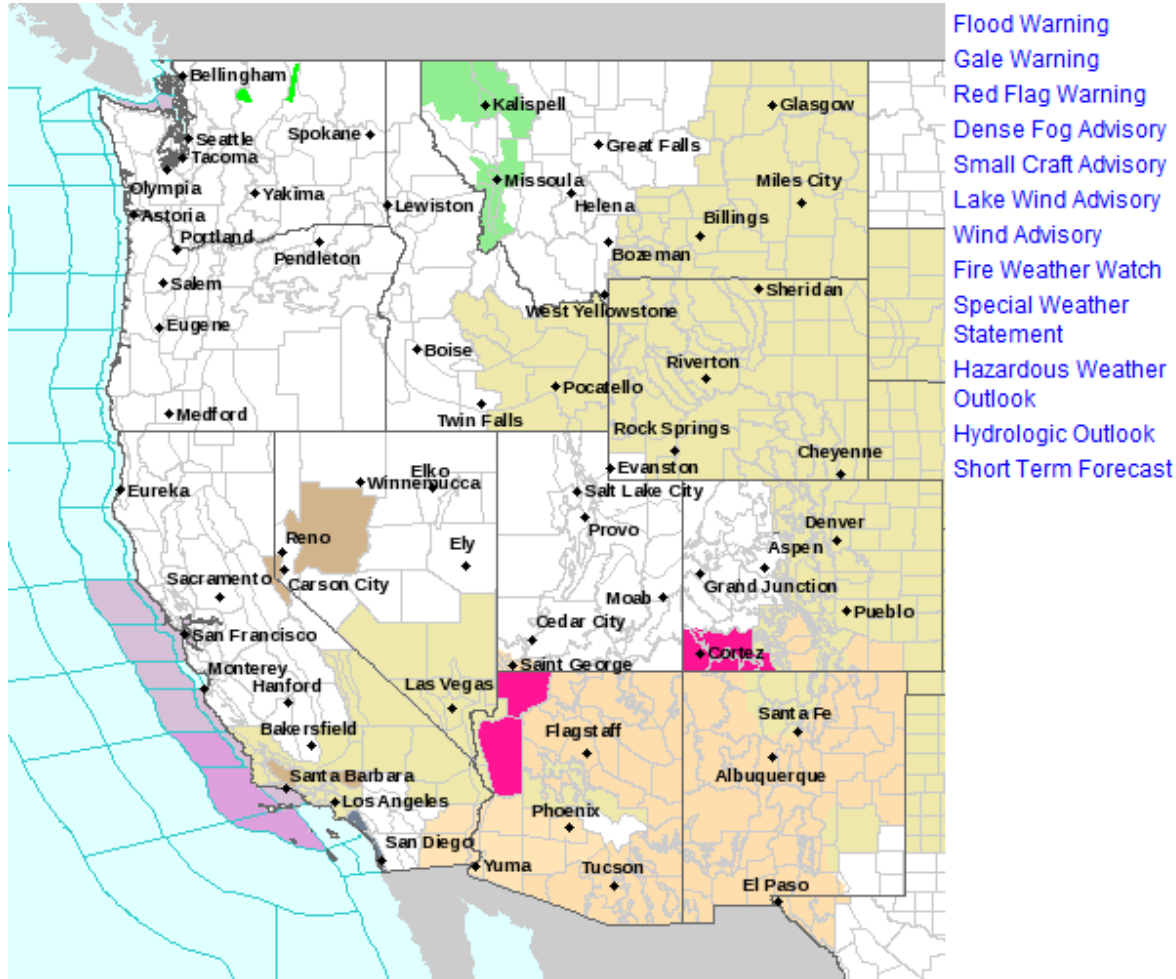 Bellingham
Kalispell
Glasgow
Seattle
Spokane
Great Falls
Tacoma
Olympia
Yakima
Missoula
Miles City
Astoria
Lewiston
Helena
Billings
Portland
Pendleton
Bozeman
Salem
Sheridan
West Yellowstone
Eugene
Boise
Riverton
Pocatello
Medford
Twin Falls
Rock Springs
Cheyenne
Elko
Evanston
Eureka
Winnemucca
Salt Lake City
Provo
Denver
Reno
Ely
Aspen
Sacramento
Carson City
Grand Junction
Moab
Pueblo
San Francisco
Cedar City
Cortez
Monterey
Saint George
Hanford
Las Vegas
Santa Fe
Bakersfield
Flagstaff
Albuquerque
Santa Barbara
Los Angeles
Phoenix
San Diego
Yuma
Tucson
El Paso
Flood Warning
Gale Warning
Red Flag Warning
Dense Fog Advisory
Small Craft Advisory
Lake Wind Advisory
Wind Advisory
Fire Weather Watch
Special Weather
Statement
Hazardous Weather
Outlook
Hydrologic Outlook
Short Term Forecast